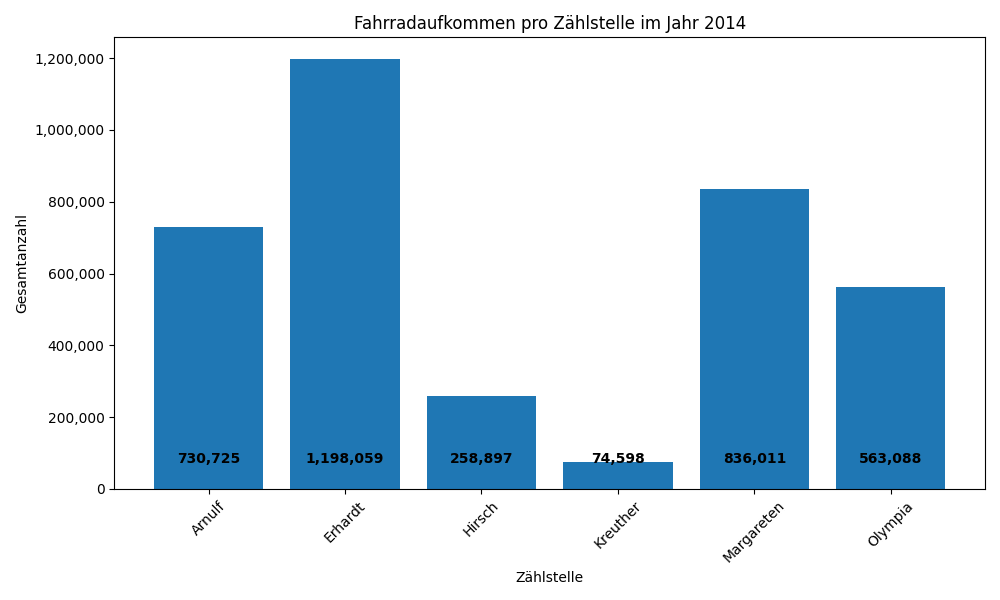 Fahrradaufkommen pro Zählstelle im Jahr 2014
Gesamtanzahl
1,200,000
1,000,000
800,000
600,000
400,000
200,000
0
730,725 1,198,059 258,897 74,598 836,011 563,088
Arnulf Erhardt Hirsch Kreuther Margareten Olympia
Zählstelle